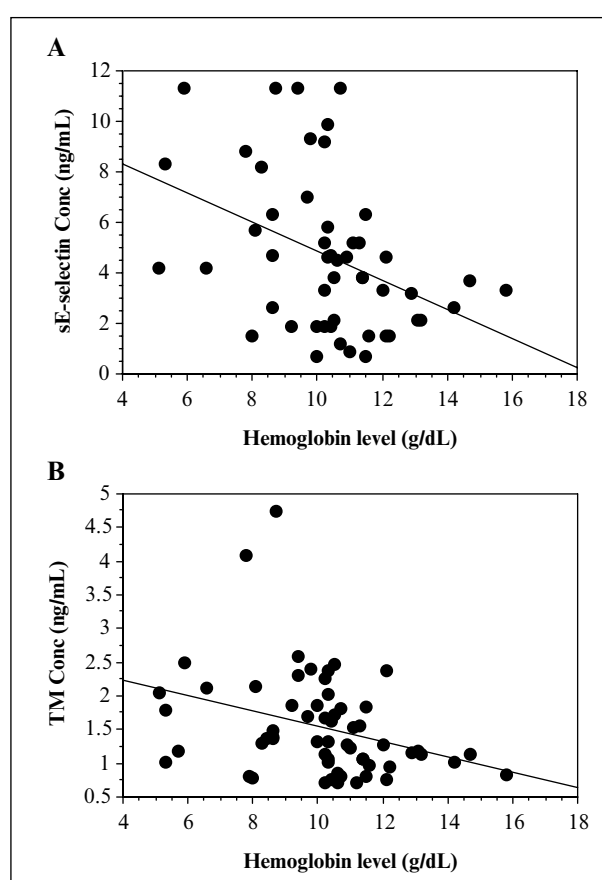 A
12
10
8
6
4
2
0
sE-selectin Conc (ng/mL)
4 6 8 10 12 14 16 18
Hemoglobin level (g/dL)
B
5
4.5
4
3.5
3
2.5
2
1.5
1
0.5
TM Conc (ng/mL)
4 6 8 10 12 14 16 18
Hemoglobin level (g/dL)